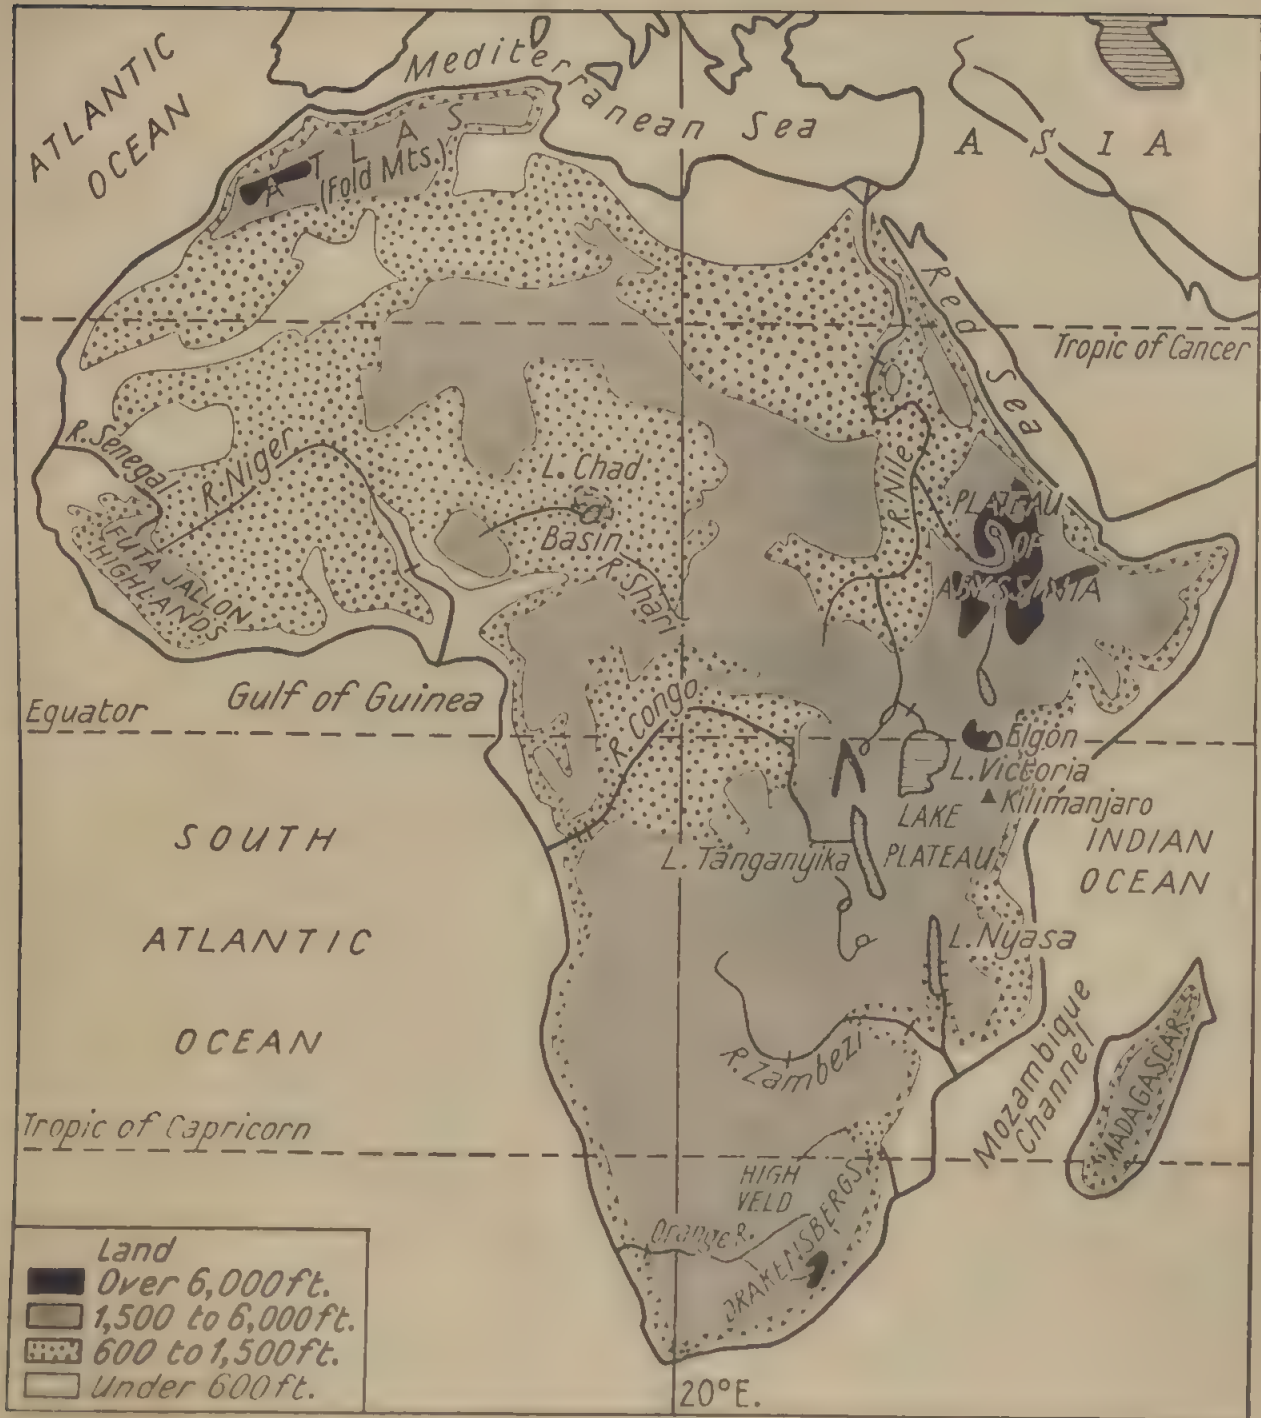 ATLANTIC
OCEAN
Mediterranean Sea
ASIA
ATLAS
(Fold Mts.)
Red Sea
Tropic of Cancer
R. Senegal
R. Niger
L. Chad
Basin
R. Shari
R. Nile
PLATEAU
OF
ABYSSINIA
FUTA JALLON
HIGHLANDS
Gulf of Guinea
Equator
R. Congo
Elgon
L. Victoria
Kilimanjaro
LAKE
PLATEAU
L. Tanganyika
INDIAN
OCEAN
SOUTH
ATLANTIC
OCEAN
L. Nyasa
R. Zambezi
Mozambique
Channel
MADAGASCAR
Tropic of Capricorn
HIGH
VELD
Orange R.
DRAKENSBERGS
Land
Over 6,000 ft.
1,500 to 6,000 ft.
600 to 1,500 ft.
Under 600 ft.
20°E.